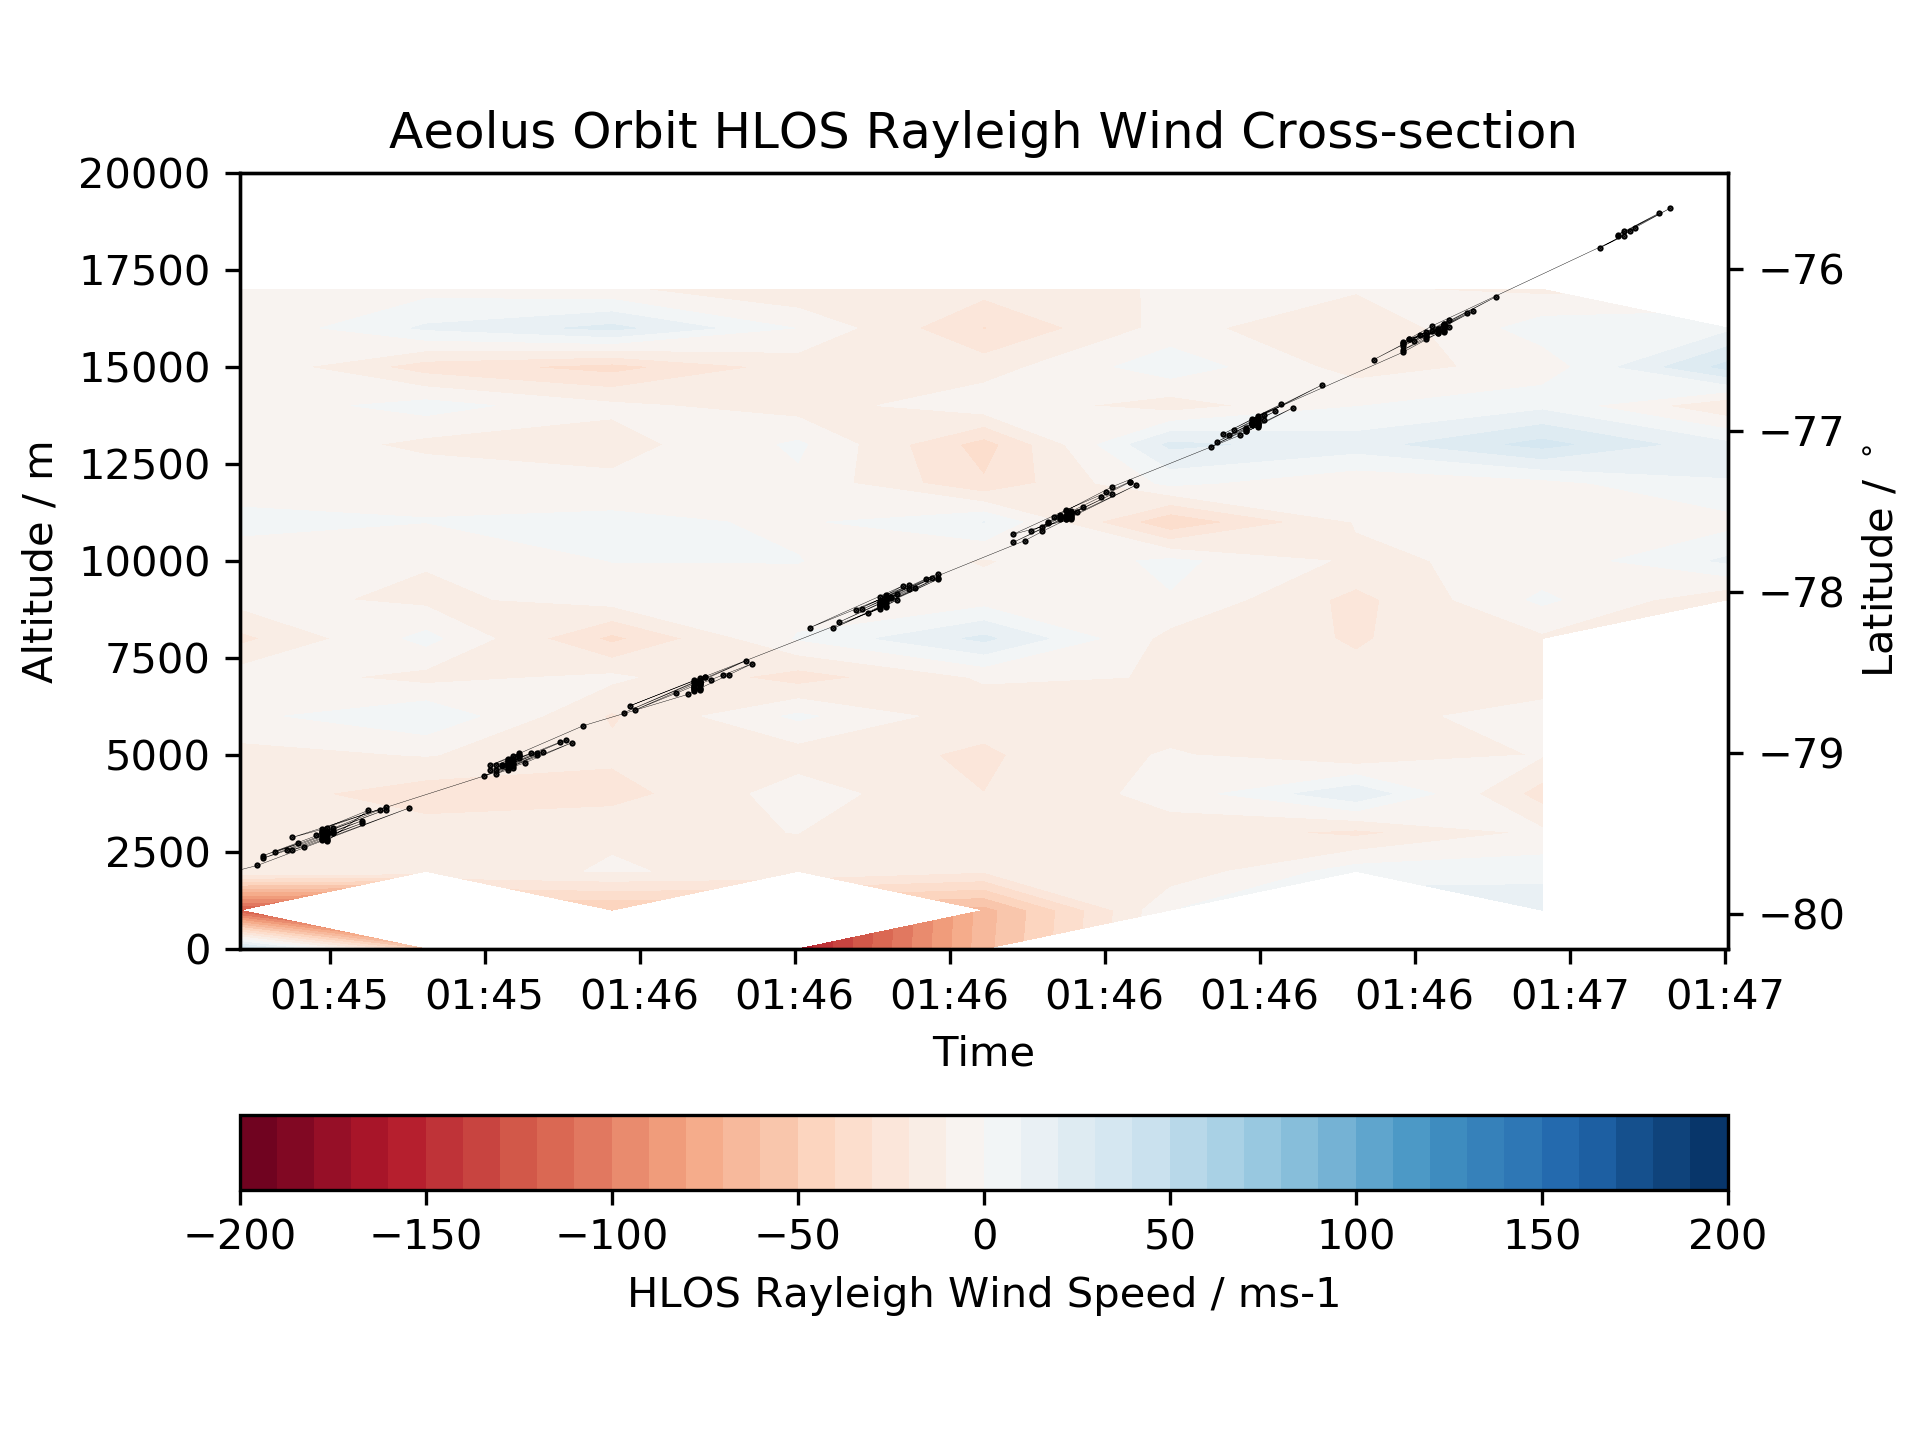 Aeolus Orbit HLOS Rayleigh Wind Cross-section
20000
17500
15000
12500
10000
7500
5000
2500
0
Altitude / m
−76
−77
−78
−79
−80
Latitude / °
01:45 01:45 01:46 01:46 01:46 01:46 01:46 01:46 01:47 01:47
Time
−200 −150 −100 −50 0 50 100 150 200
HLOS Rayleigh Wind Speed / ms-1